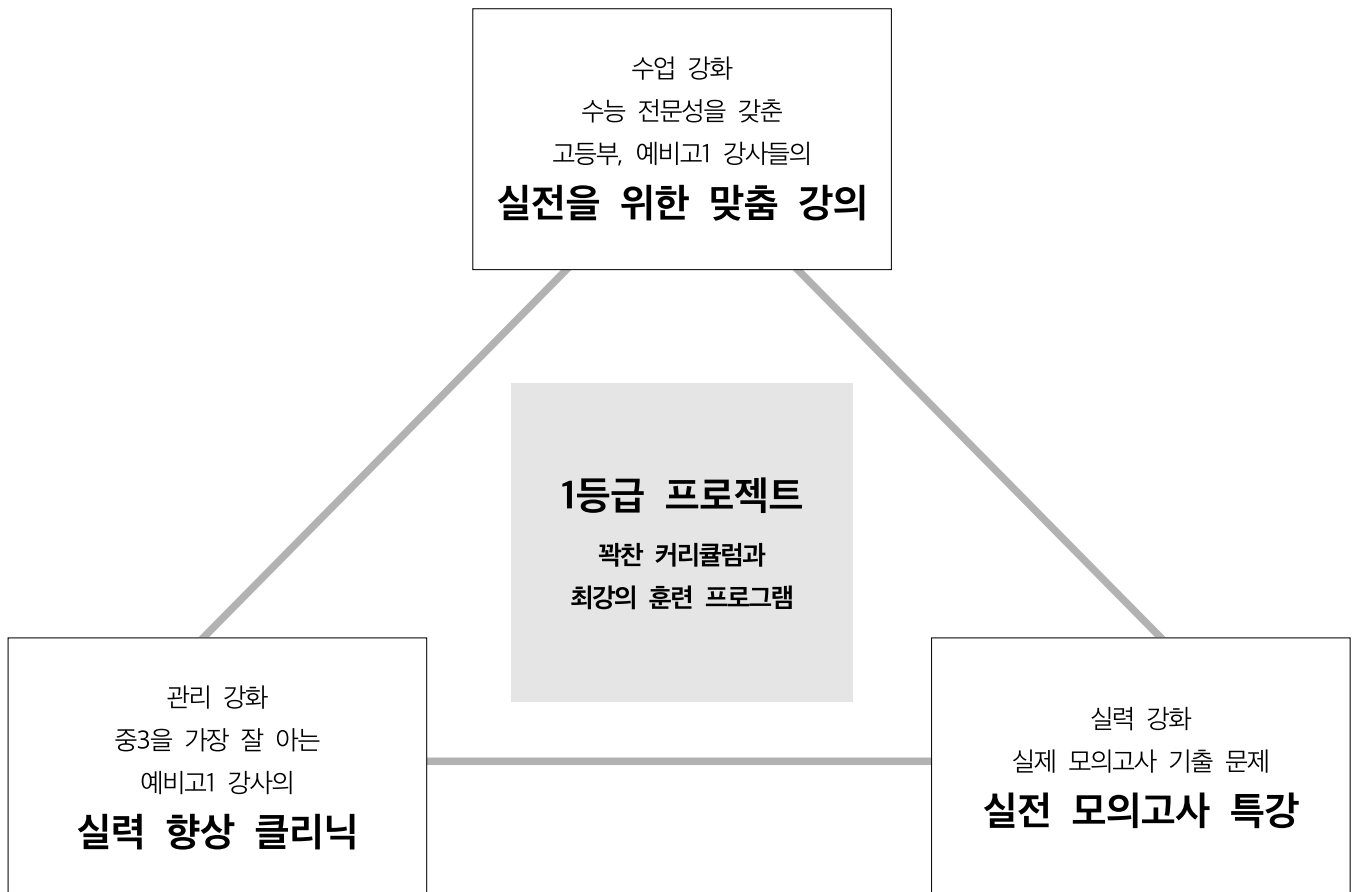 수업 강화
수능 전문성을 갖춘
고등부, 예비고1 강사들의
실전을 위한 맞춤 강의
1등급 프로젝트
꽉찬 커리큘럼과
최강의 훈련 프로그램
관리 강화
중3을 가장 잘 아는
예비고1 강사의
실력 향상 클리닉
실력 강화
실제 모의고사 기출 문제
실전 모의고사 특강